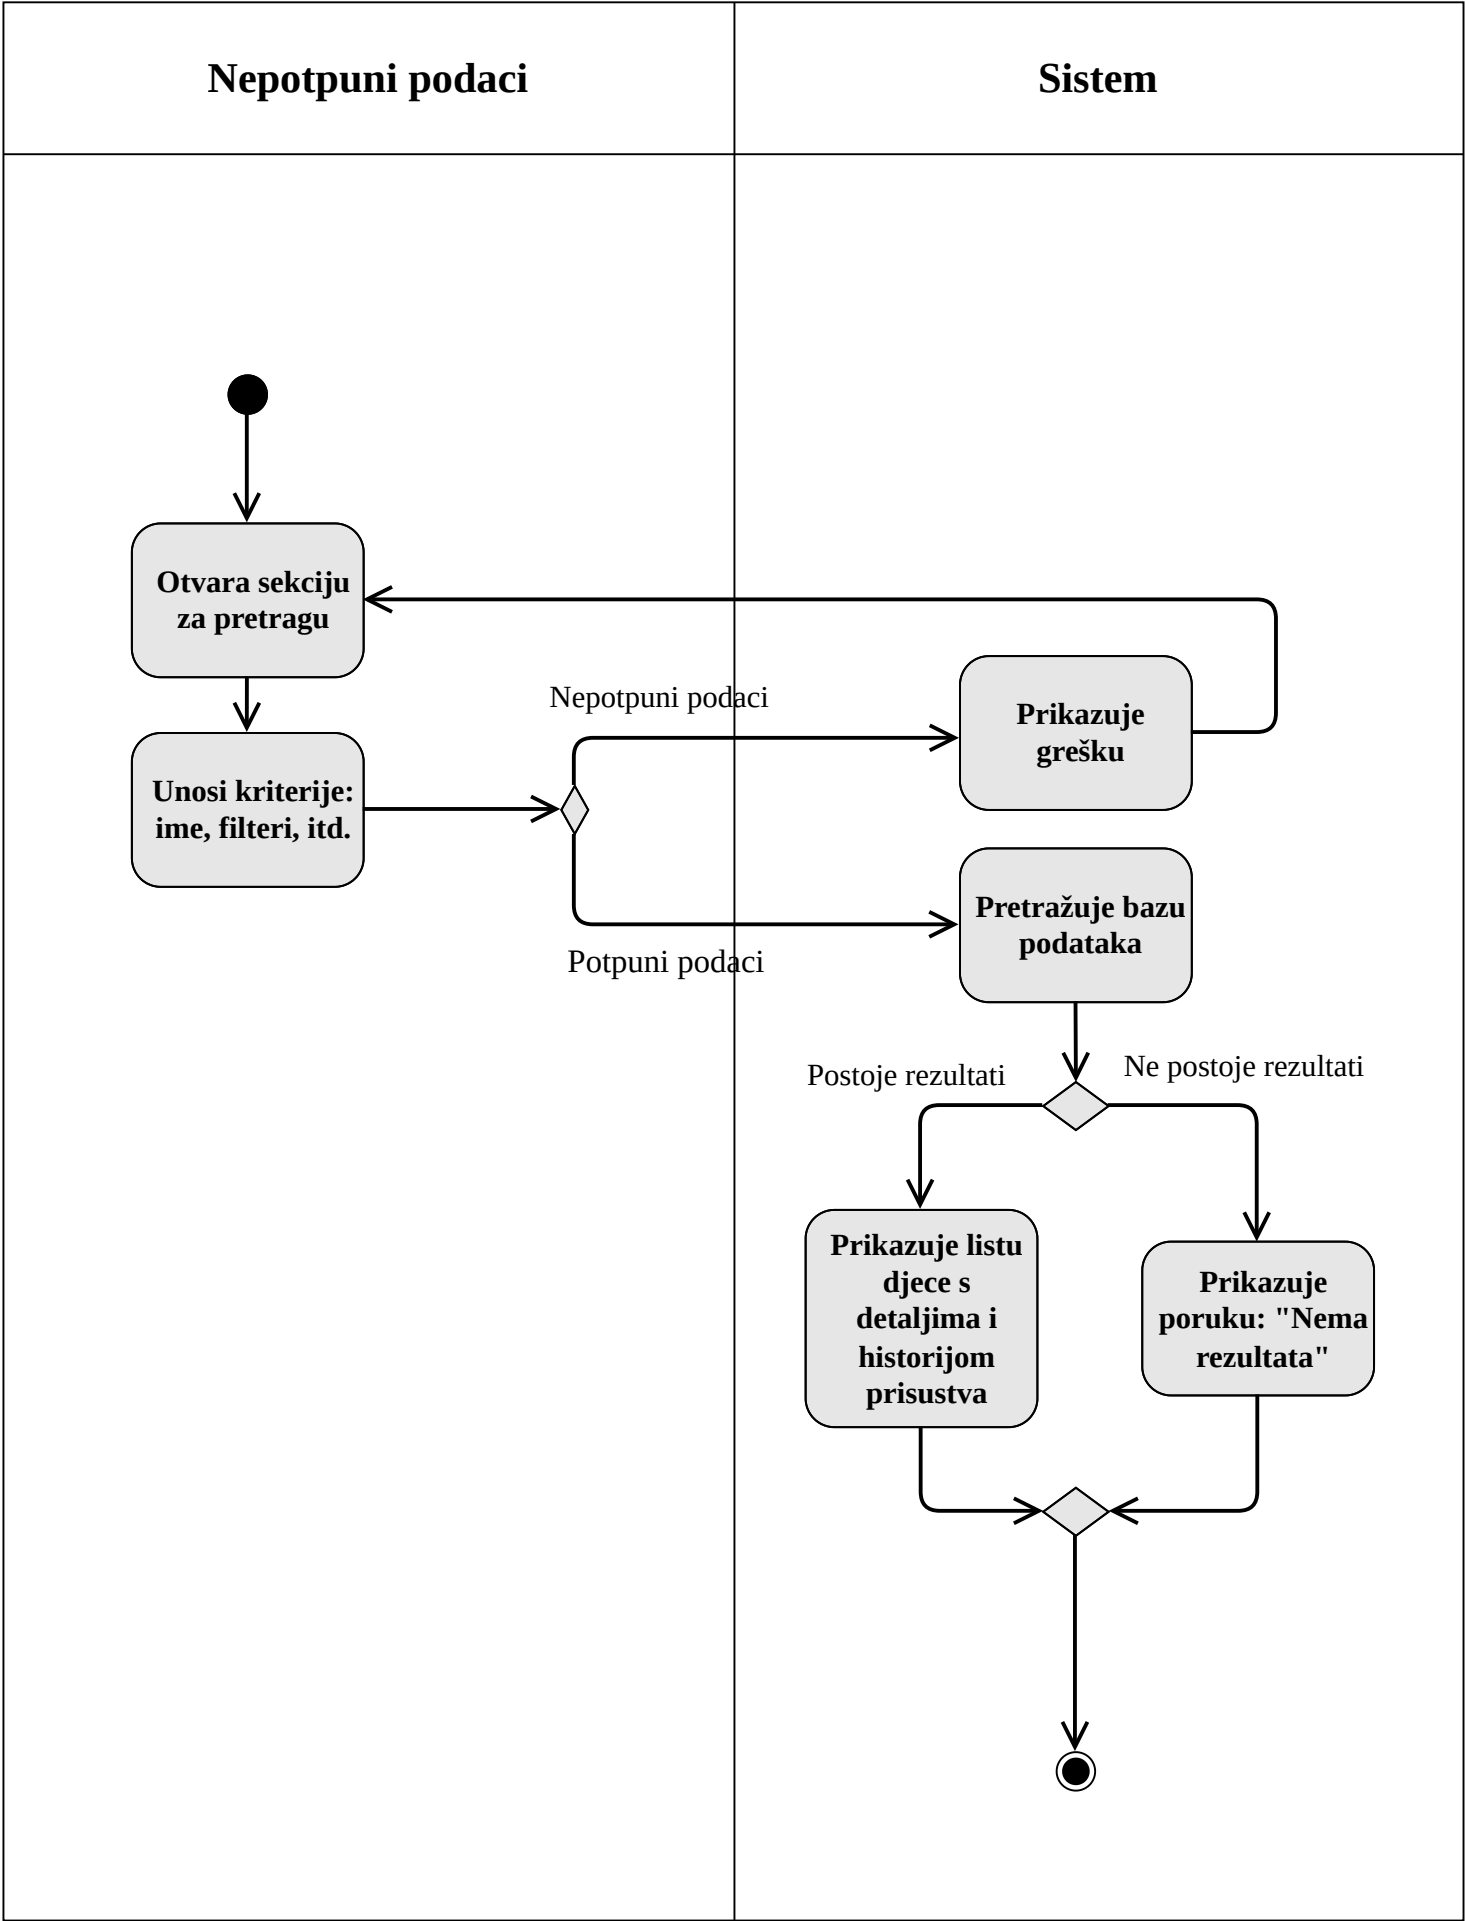 Nepotpuni podaci
Sistem
Otvara sekciju
za pretragu
Nepotpuni podaci
Prikazuje
grešku
Unosi kriterije:
ime, filteri, itd.
Pretražuje bazu
podataka
Potpuni podaci
Postoje rezultati
Ne postoje rezultati
Prikazuje listu
djece s
detaljima i
historijom
prisustva
Prikazuje
poruku: "Nema
rezultata"